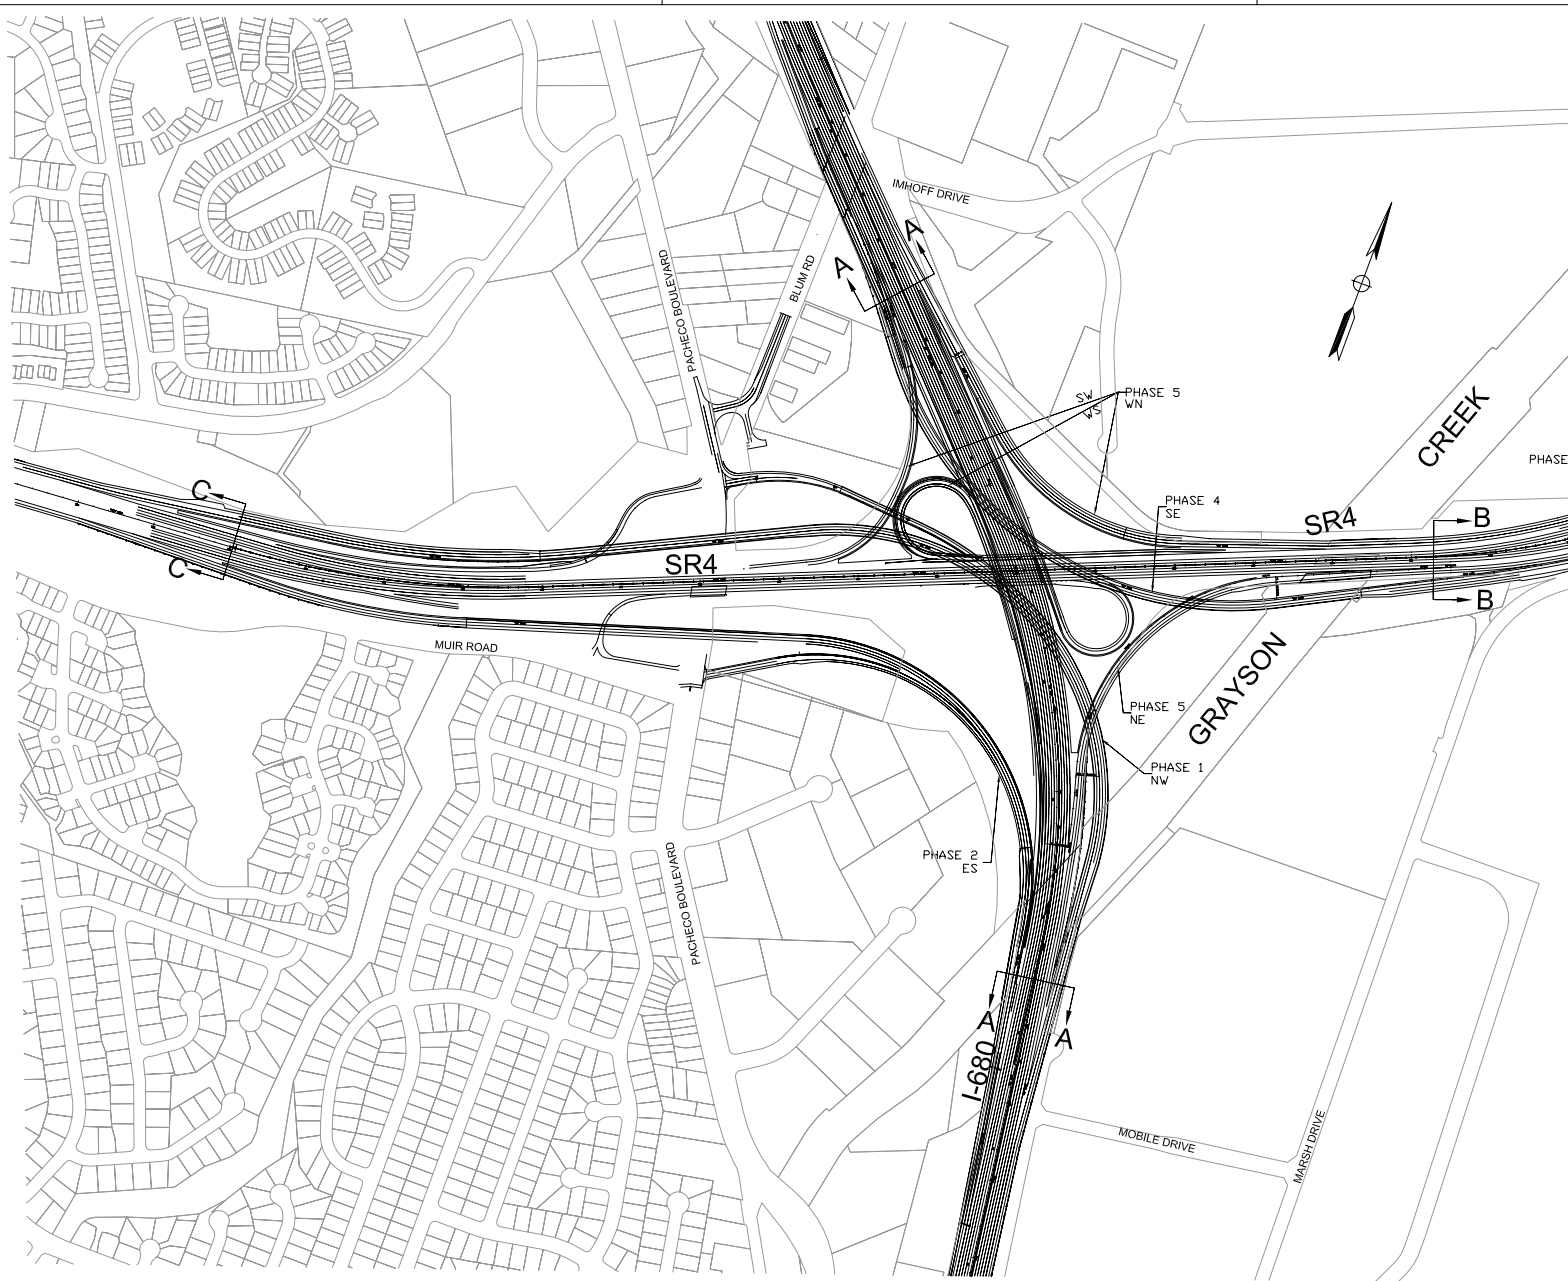 IMHOFF DRIVE
A
A
PACHECO BOULEVARD
BLUM RD
SW
WS
PHASE 5
WN
CREEK
PHASE
C
PHASE 4
SE
SR4
B
C
SR4
B
MUIR ROAD
GRAYSON
PHASE 5
NE
PHASE 1
NW
PHASE 2
ES
PACHECO BOULEVARD
A
A
I-680
MOBILE DRIVE
MARSH DRIVE